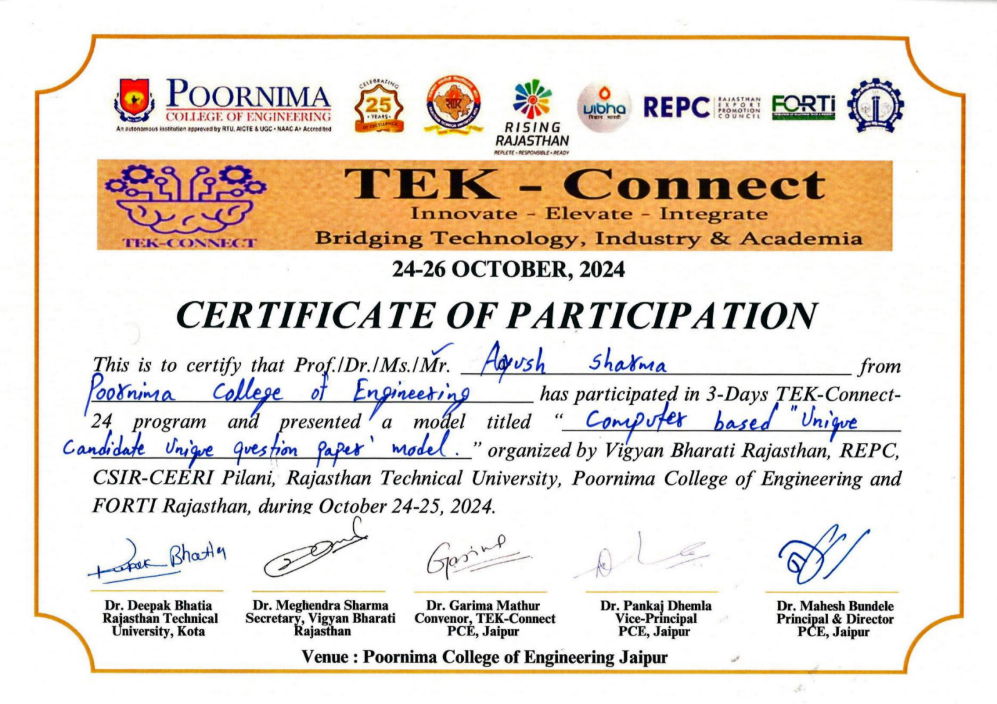 POORNIMA
COLLEGE OF ENGINEERING
An autonomous institution approved by RTU, AICTE & UGC • NAAC A+ Accredited
CELEBRATING
25
YEARS
RISING
RAJASTHAN
REPLETE • RESPONSIBLE • READY
vibha
विज्ञान भारती
REPC
RAJASTHAN
EXPORT
PROMOTION
COUNCIL
FORTi
TEK - Connect
Innovate - Elevate - Integrate
Bridging Technology, Industry & Academia
TEK-CONNECT
24-26 OCTOBER, 2024
CERTIFICATE OF PARTICIPATION
This is to certify that Prof./Dr./Ms./Mr. Aayush sharma from
Poornima College of Engineering has participated in 3-Days TEK-Connect-
24 program and presented a model titled “ Computer based "Unique
Candidate Unique question paper' model. ” organized by Vigyan Bharati Rajasthan, REPC,
CSIR-CEERI Pilani, Rajasthan Technical University, Poornima College of Engineering and
FORTI Rajasthan, during October 24-25, 2024.
Dr. Deepak Bhatia
Rajasthan Technical
University, Kota
Dr. Meghendra Sharma
Secretary, Vigyan Bharati
Rajasthan
Dr. Garima Mathur
Convenor, TEK-Connect
PCE, Jaipur
Dr. Pankaj Dhemla
Vice-Principal
PCE, Jaipur
Dr. Mahesh Bundele
Principal & Director
PCE, Jaipur
Venue : Poornima College of Engineering Jaipur